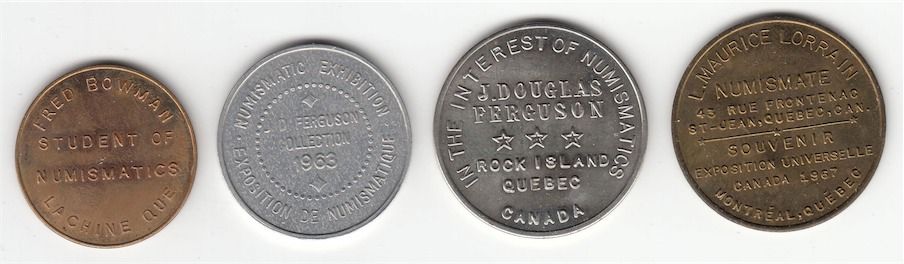 FRED BOWMAN
STUDENT OF
NUMISMATICS
LACHINE QUE.
NUMISMATIC EXHIBITION
J. D. FERGUSON
COLLECTION
1963
EXPOSITION DE NUMISMATIQUE
IN THE INTEREST OF NUMISMATICS
J. DOUGLAS
FERGUSON
ROCK ISLAND
QUEBEC
CANADA
L. MAURICE LORRAIN
NUMISMATE
43 RUE FRONTENAC
ST-JEAN, QUEBEC, CAN.
SOUVENIR
EXPOSITION UNIVERSELLE
CANADA 1967
MONTRÉAL, QUÉBEC